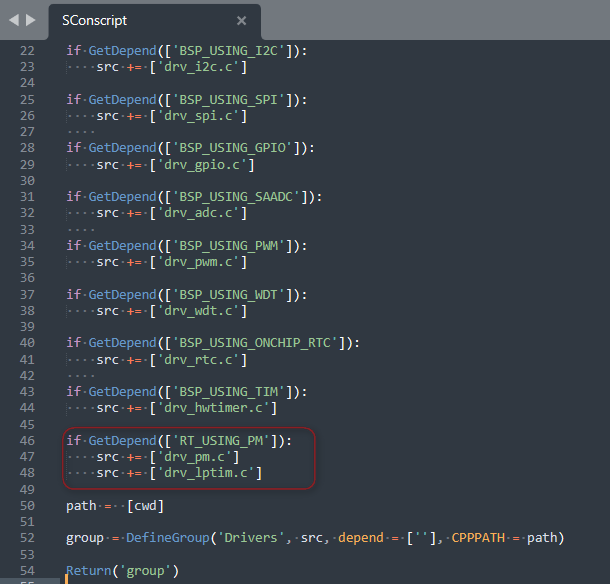 SConscript
22 if GetDepend(['BSP_USING_I2C']):
23     src += ['drv_i2c.c']
24
25 if GetDepend(['BSP_USING_SPI']):
26     src += ['drv_spi.c']
27
28 if GetDepend(['BSP_USING_GPIO']):
29     src += ['drv_gpio.c']
30
31 if GetDepend(['BSP_USING_SAADC']):
32     src += ['drv_adc.c']
33
34 if GetDepend(['BSP_USING_PWM']):
35     src += ['drv_pwm.c']
36
37 if GetDepend(['BSP_USING_WDT']):
38     src += ['drv_wdt.c']
39
40 if GetDepend(['BSP_USING_ONCHIP_RTC']):
41     src += ['drv_rtc.c']
42
43 if GetDepend(['BSP_USING_TIM']):
44     src += ['drv_hwtimer.c']
45
46 if GetDepend(['RT_USING_PM']):
47     src += ['drv_pm.c']
48     src += ['drv_lptim.c']
49
50 path =  [cwd]
51
52 group = DefineGroup('Drivers', src, depend = [''], CPPPATH = path)
53
54 Return('group')
55